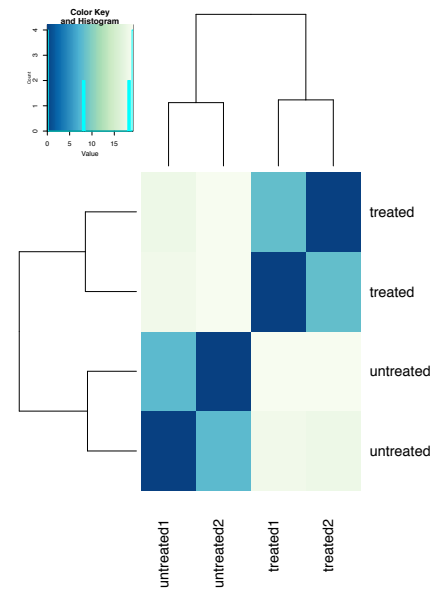 Color Key
and Histogram
Count
0 1 2 3 4
0 5 10 15
Value
treated
treated
untreated
untreated
untreated1
untreated2
treated1
treated2